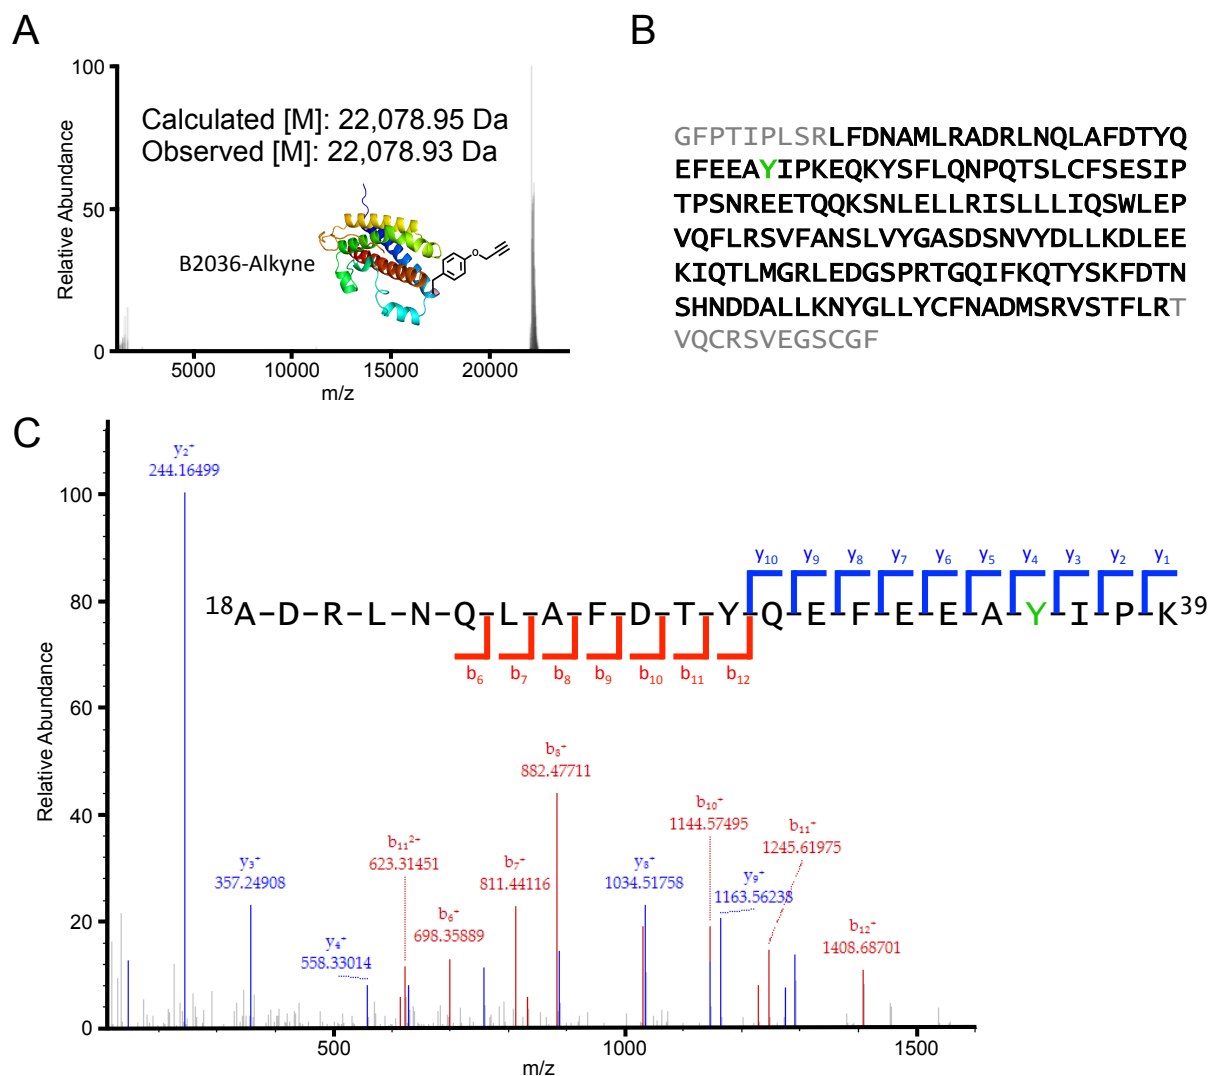 A
B
100
50
0
Relative Abundance
Calculated [M]: 22,078.95 Da
Observed [M]: 22,078.93 Da
B2036-Alkyne
O
5000
10000
15000
20000
m/z
GFPTIPLSRLFDNAMLRADRLNQLAFDTYQ
EFEEAYIPKEQKYSFLQNPQTSLCFSESIP
TPSNREETQQKSNLELLRISLLLIQSWLEP
VQFLRSVFANSLVYGASDSNVYDLLKDLEE
KIQTLMGRLEDGSPRTGQIFKQTYSKFDTN
SHNDDALLKNYGLLYCFNADMSRVSTFLRT
VQCRSVEGSCGF
C
y₂⁺
244.16499
100
80
60
40
20
0
Relative Abundance
y₁₀ y₉ y₈ y₇ y₆ y₅ y₄ y₃ y₂ y₁
¹⁸A–D–R–L–N–Q–L–A–F–D–T–Y–Q–E–F–E–E–A–Y–I–P–K³⁹
b₆ b₇ b₈ b₉ b₁₀ b₁₁ b₁₂
b₈⁺
882.47711
b₁₀⁺
1144.57495
b₁₁⁺
1245.61975
b₁₁²⁺
623.31451
y₃⁺
357.24908
b₇⁺
811.44116
y₈⁺
1034.51758
y₉⁺
1163.56238
b₆⁺
698.35889
y₄⁺
558.33014
b₁₂⁺
1408.68701
500
1000
1500
m/z